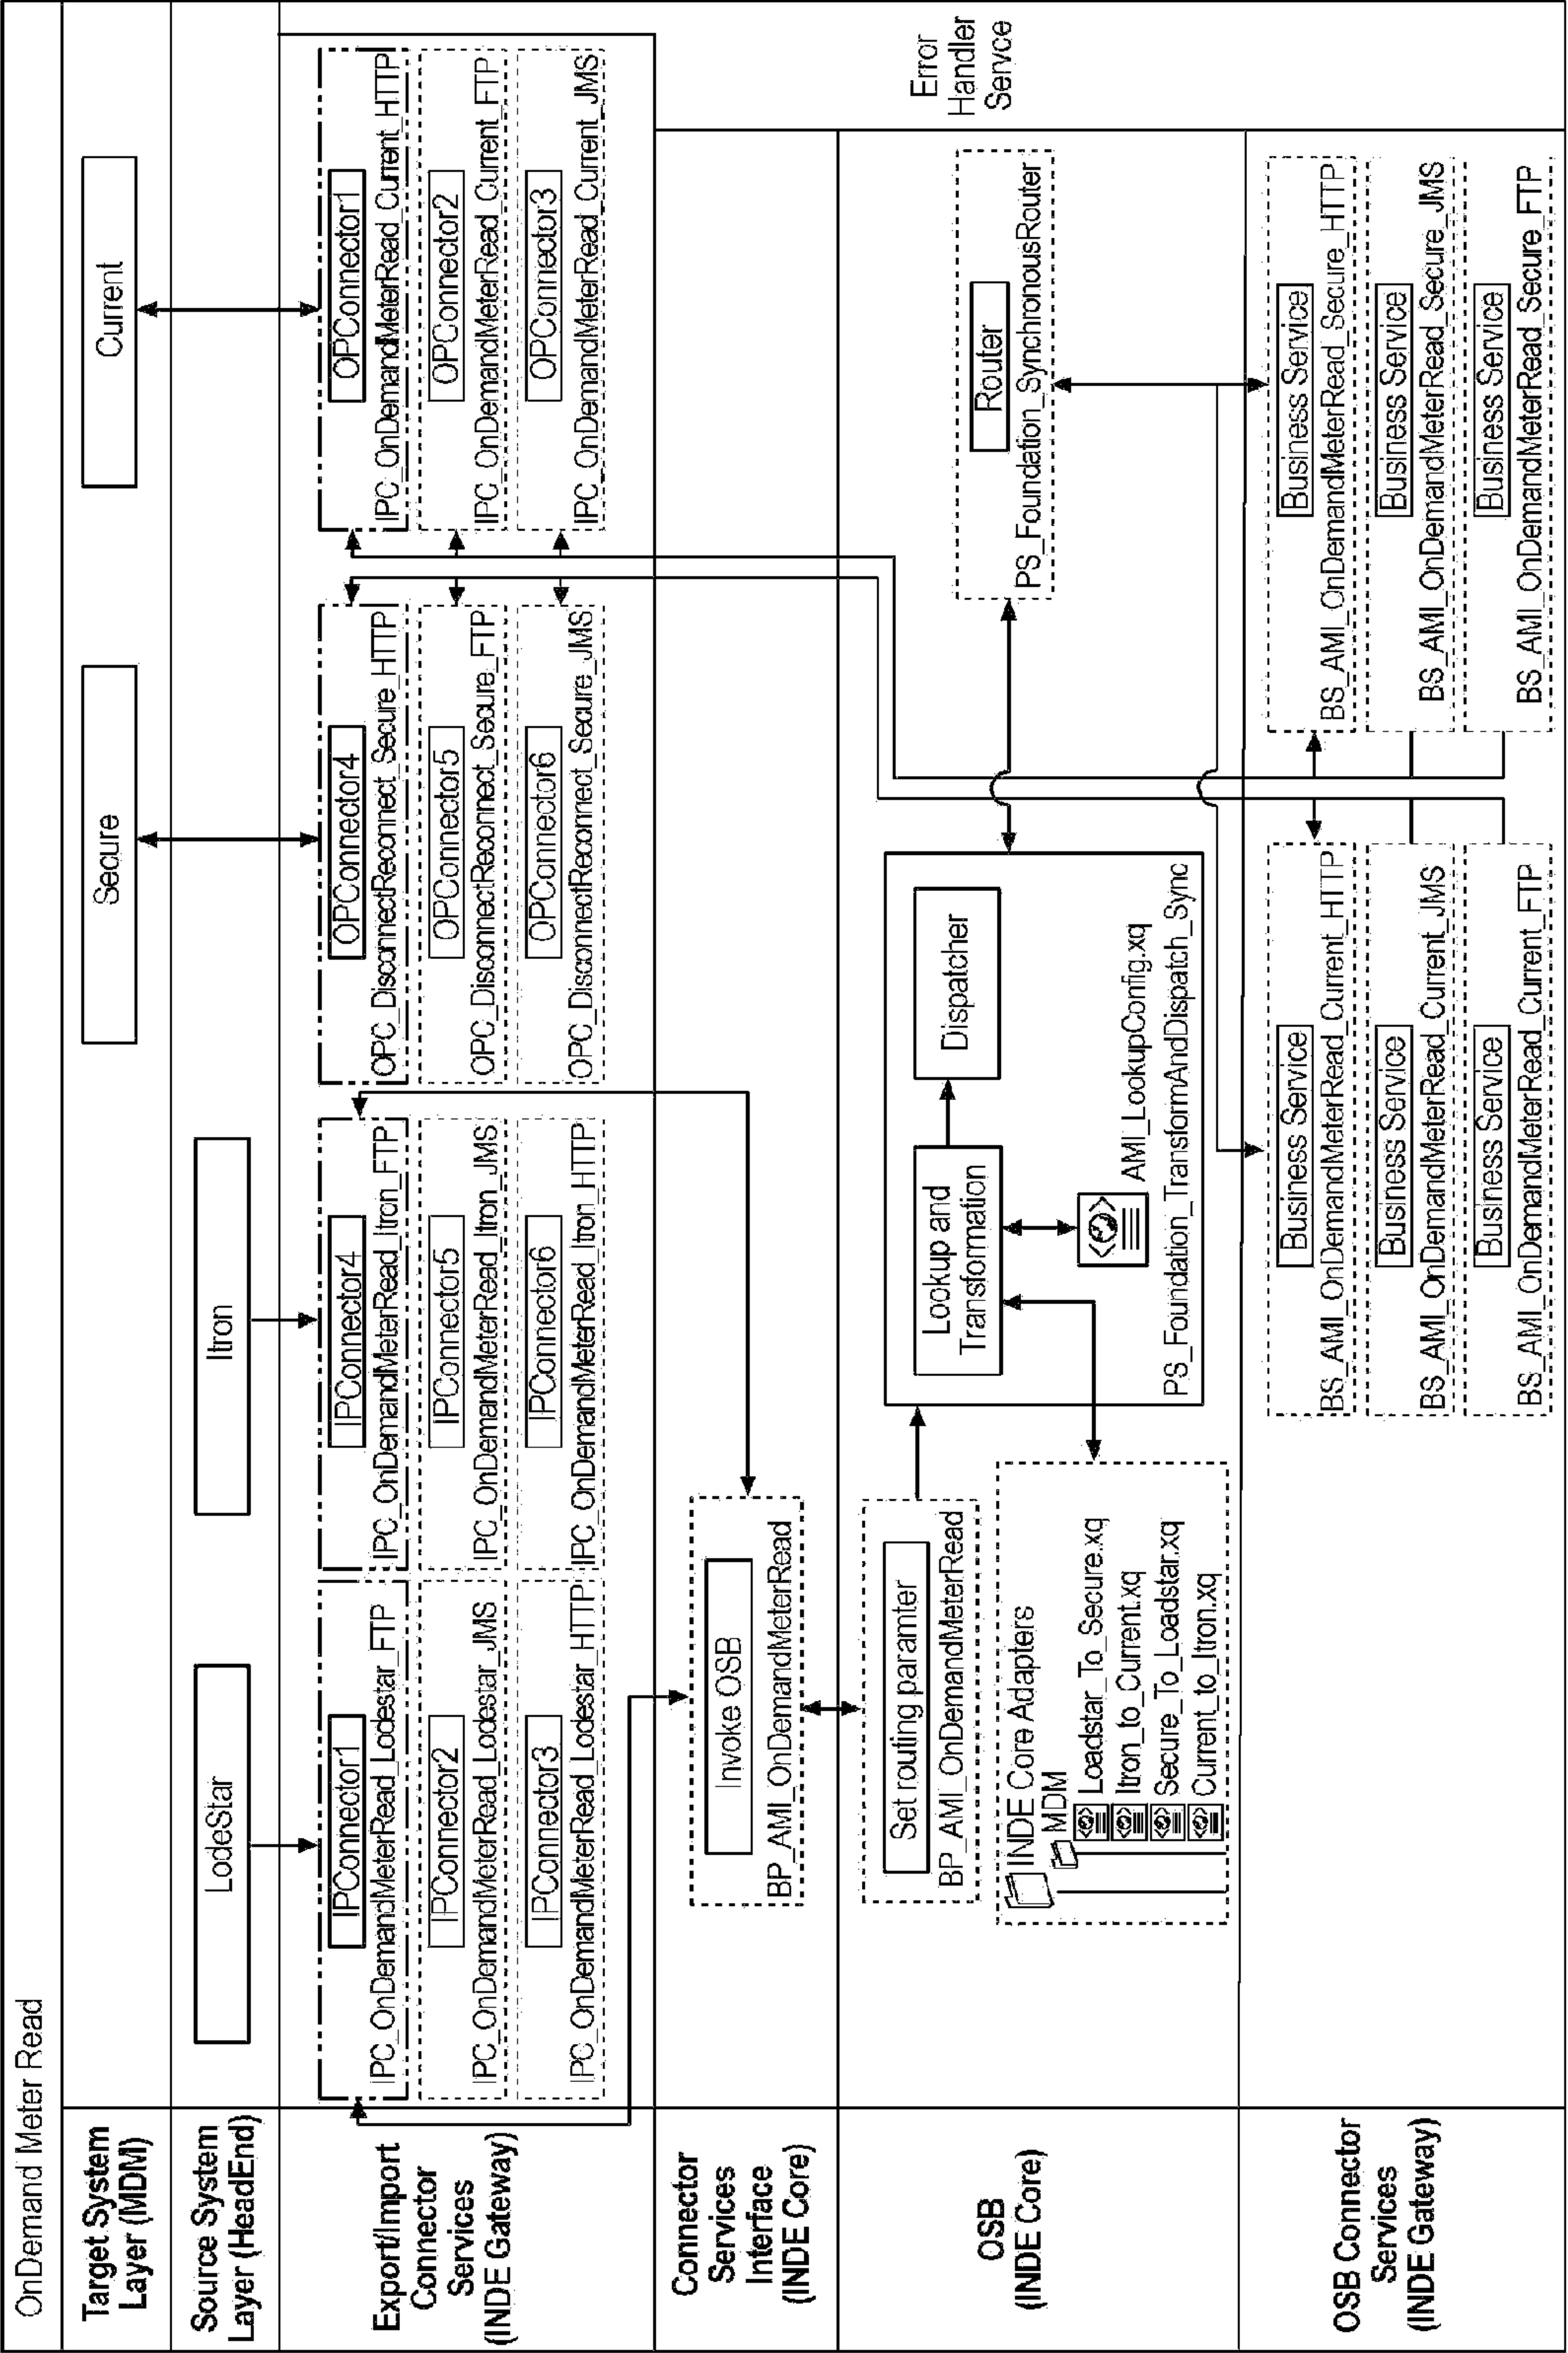 OnDemand Meter Read
Target System
Layer (MDM)
Secure
Current
Source System
Layer (HeadEnd)
LodeStar
Itron
Export/Import
Connector
Services
(INDE Gateway)
IPConnector1
IPC_OnDemandMeterRead_Lodestar_FTP
IPConnector2
IPC_OnDemandMeterRead_Lodestar_JMS
IPConnector3
IPC_OnDemandMeterRead_Lodestar_HTTP
IPConnector4
IPC_OnDemandMeterRead_Itron_FTP
IPConnector5
IPC_OnDemandMeterRead_Itron_JMS
IPConnector6
IPC_OnDemandMeterRead_Itron_HTTP
OPConnector4
OPC_DisconnectReconnect_Secure_HTTP
OPConnector5
OPC_DisconnectReconnect_Secure_FTP
OPConnector6
OPC_DisconnectReconnect_Secure_JMS
OPConnector1
IPC_OnDemandMeterRead_Current_HTTP
OPConnector2
IPC_OnDemandMeterRead_Current_FTP
OPConnector3
IPC_OnDemandMeterRead_Current_JMS
Connector
Services
Interface
(INDE Core)
Invoke OSB
BP_AMI_OnDemandMeterRead
OSB
(INDE Core)
Set routing paramter
BP_AMI_OnDemandMeterRead
INDE Core Adapters
MDM
Loadstar_To_Secure.xq
Itron_to_Current.xq
Secure_To_Loadstar.xq
Current_to_Itron.xq
Lookup and
Transformation
Dispatcher
AMI_LookupConfig.xq
PS_Foundation_TransformAndDispatch_Sync
Router
PS_Foundation_SynchronousRouter
Error
Handler
Servce
OSB Connector
Services
(INDE Gateway)
Business Service
BS_AMI_OnDemandMeterRead_Current_HTTP
Business Service
BS_AMI_OnDemandMeterRead_Current_JMS
Business Service
BS_AMI_OnDemandMeterRead_Current_FTP
Business Service
BS_AMI_OnDemandMeterRead_Secure_HTTP
Business Service
BS_AMI_OnDemandMeterRead_Secure_JMS
Business Service
BS_AMI_OnDemandMeterRead_Secure_FTP